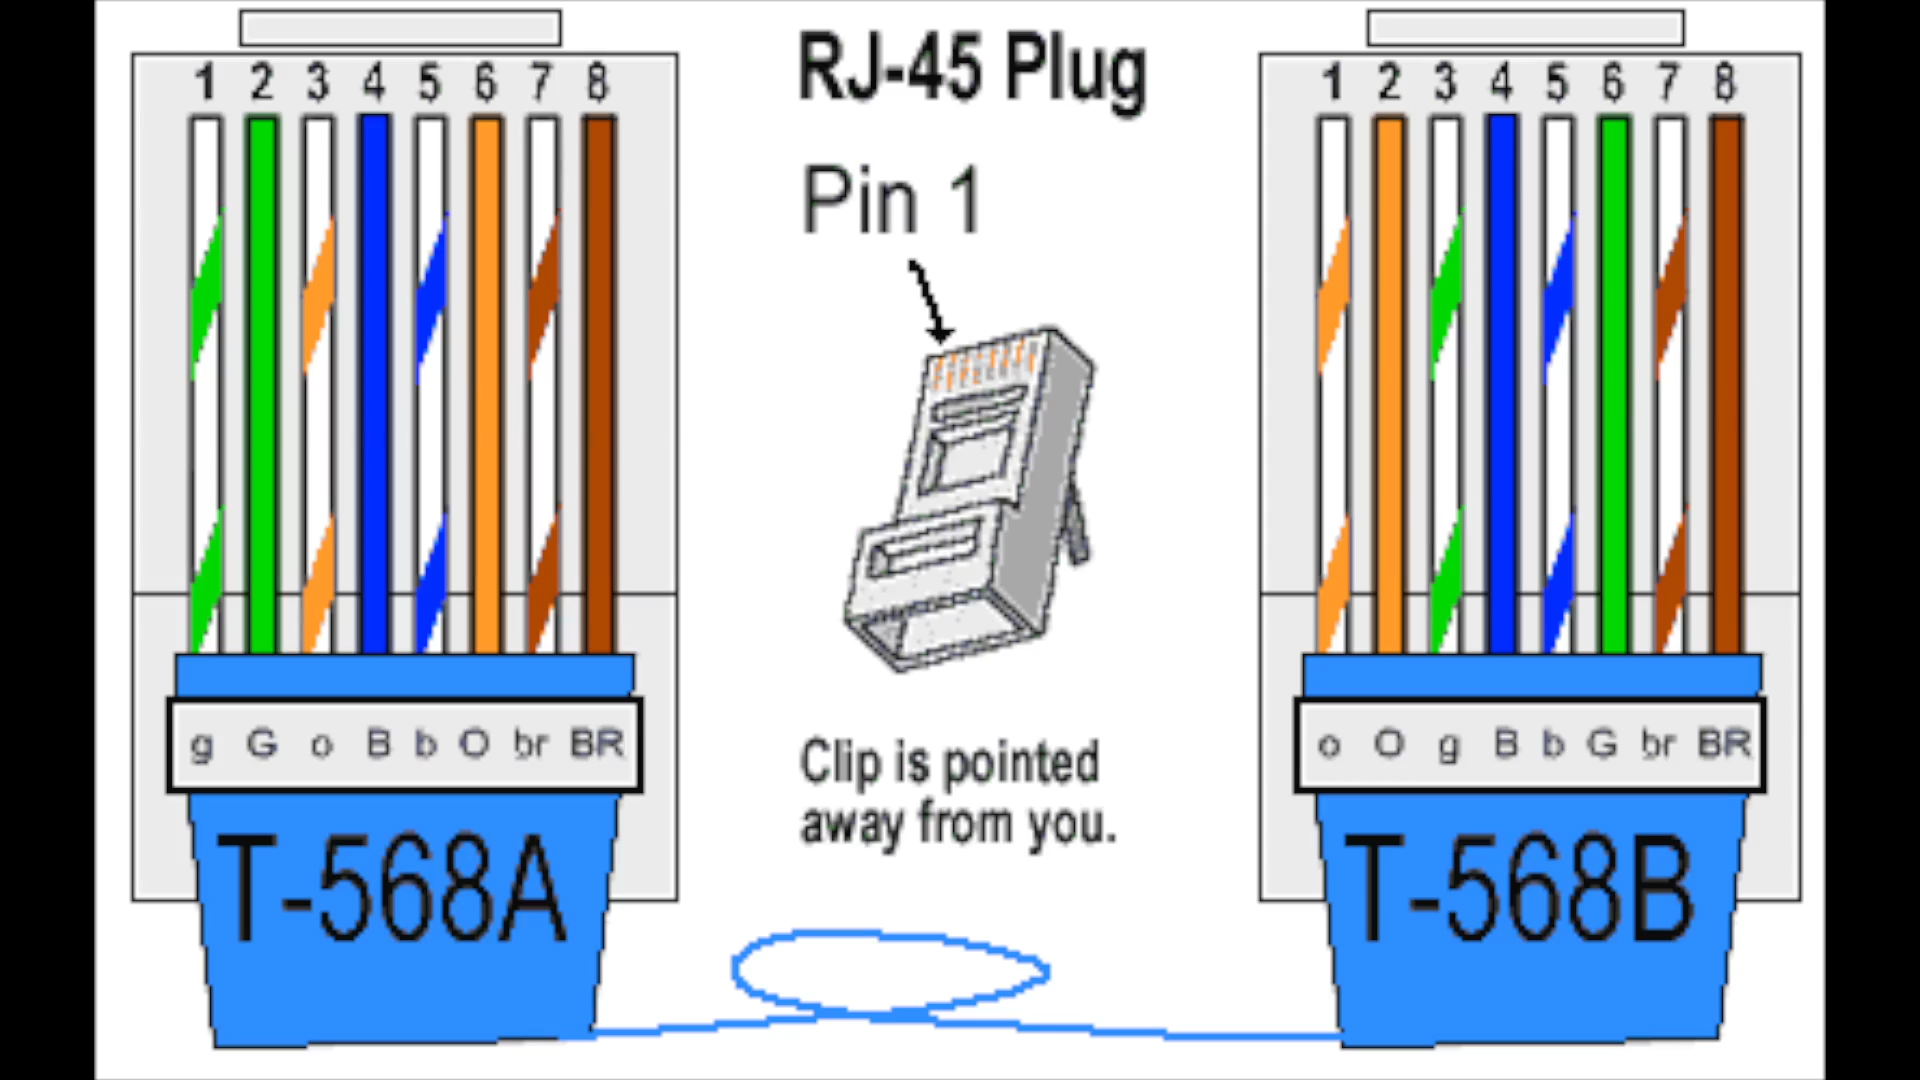 1 2 3 4 5 6 7 8
RJ-45 Plug
Pin 1
1 2 3 4 5 6 7 8
g G o B b O br BR
T-568A
Clip is pointed
away from you.
o O g B b G br BR
T-568B